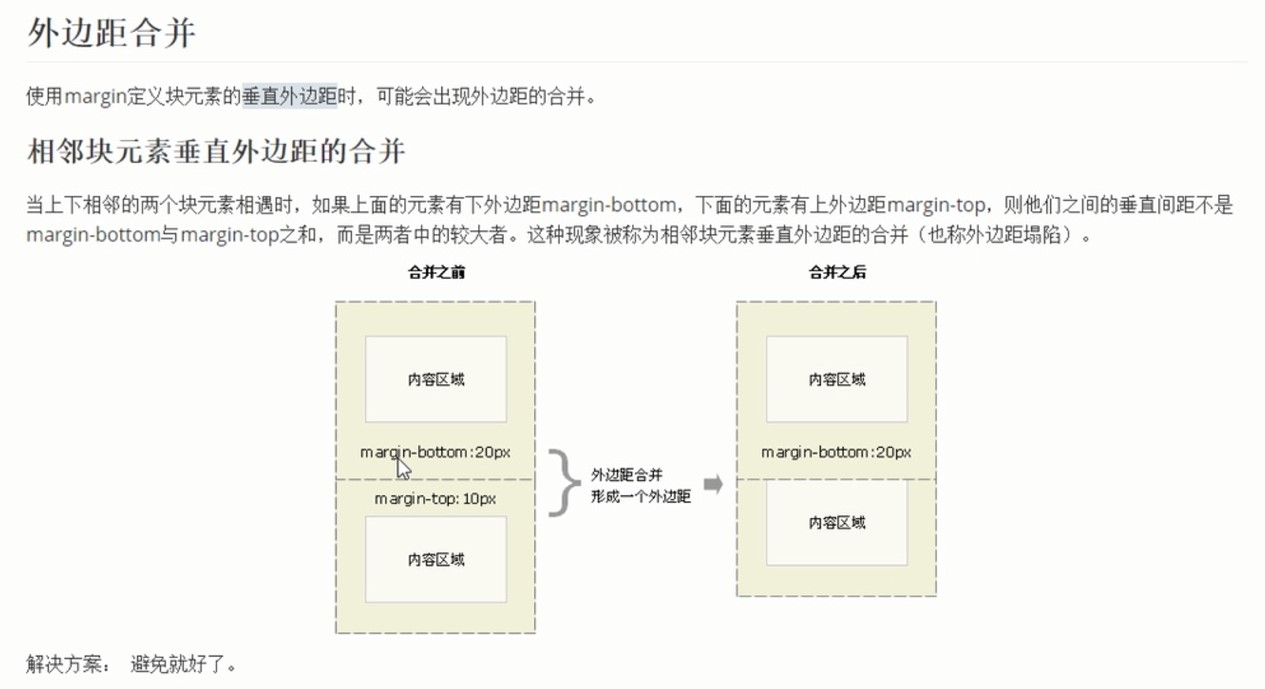 外边距合并
使用margin定义块元素的垂直外边距时，可能会出现外边距的合并。
相邻块元素垂直外边距的合并
当上下相邻的两个块元素相遇时，如果上面的元素有下外边距margin-bottom，下面的元素有上外边距margin-top，则他们之间的垂直间距不是
margin-bottom与margin-top之和，而是两者中的较大者。这种现象被称为相邻块元素垂直外边距的合并（也称外边距塌陷）。
合并之前
合并之后
内容区域
内容区域
margin-bottom:20px
margin-bottom:20px
外边距合并
形成一个外边距
margin-top: 10px
内容区域
内容区域
解决方案： 避免就好了。